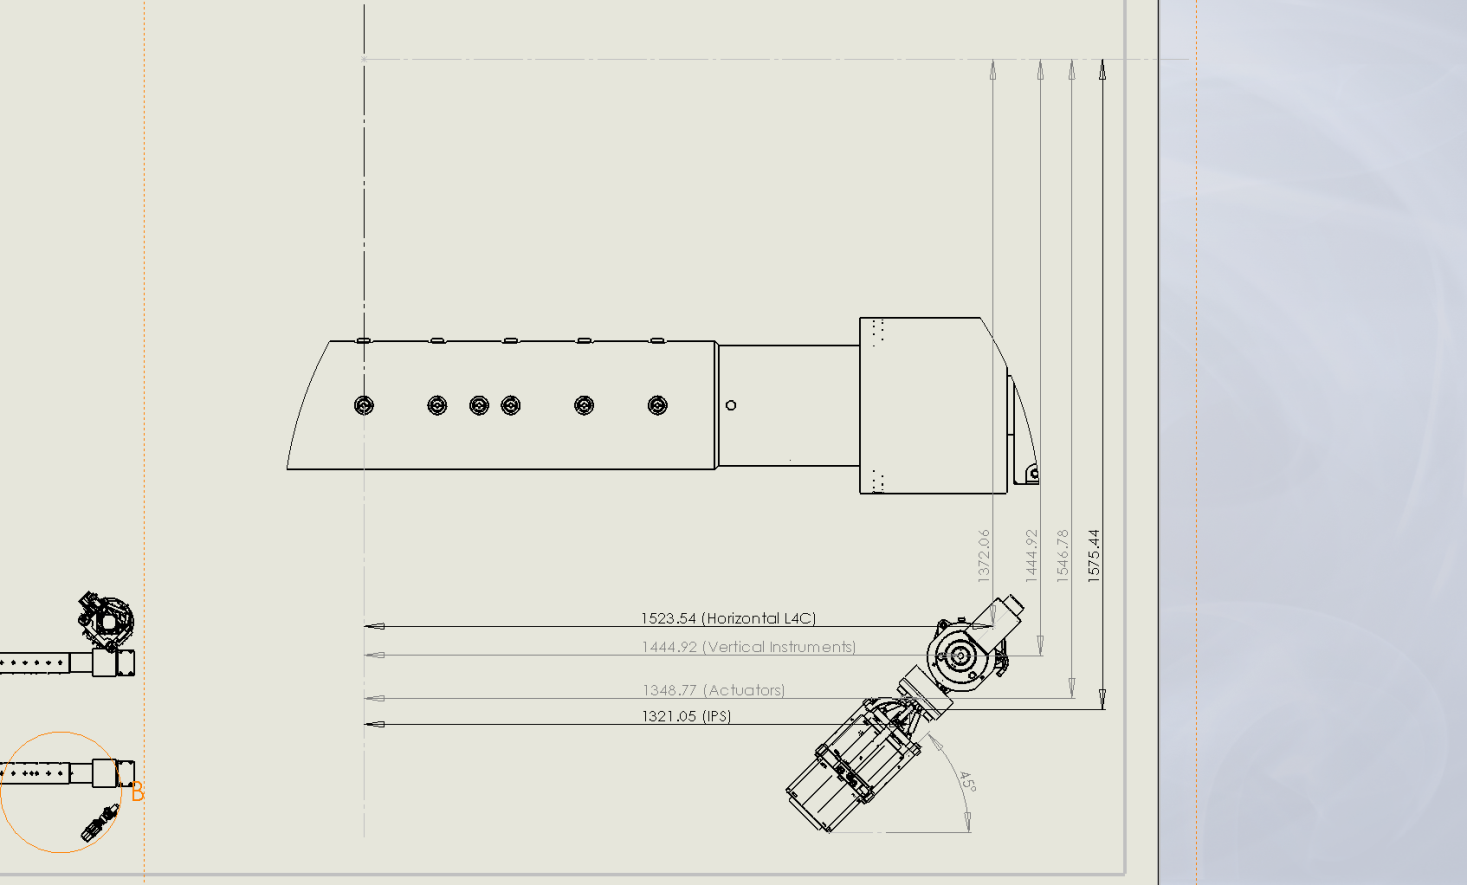 1372.06
1444.92
1546.78
1575.44
1523.54 (Horizontal L4C)
1444.92 (Vertical Instruments)
1348.77 (Actuators)
1321.05 (IPS)
45°
B